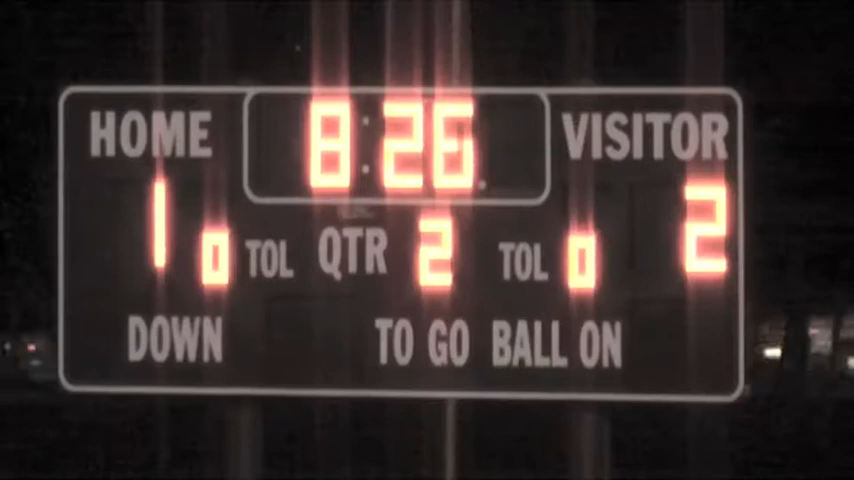 HOME 8:26. VISITOR
1 0 TOL QTR 2 TOL 0 2
DOWN TO GO BALL ON